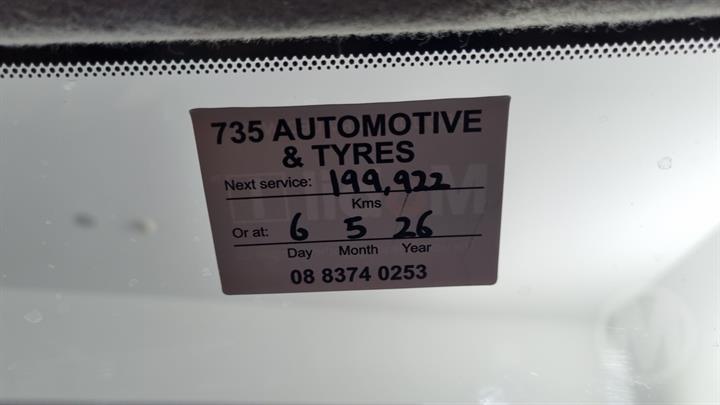 735 AUTOMOTIVE
& TYRES
Next service: 199,922
Kms
Or at: 6 5 26
Day Month Year
08 8374 0253